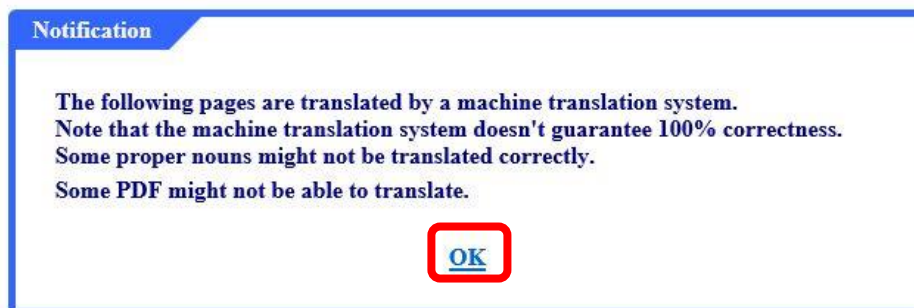 Notification
The following pages are translated by a machine translation system.
Note that the machine translation system doesn't guarantee 100% correctness.
Some proper nouns might not be translated correctly.
Some PDF might not be able to translate.
OK